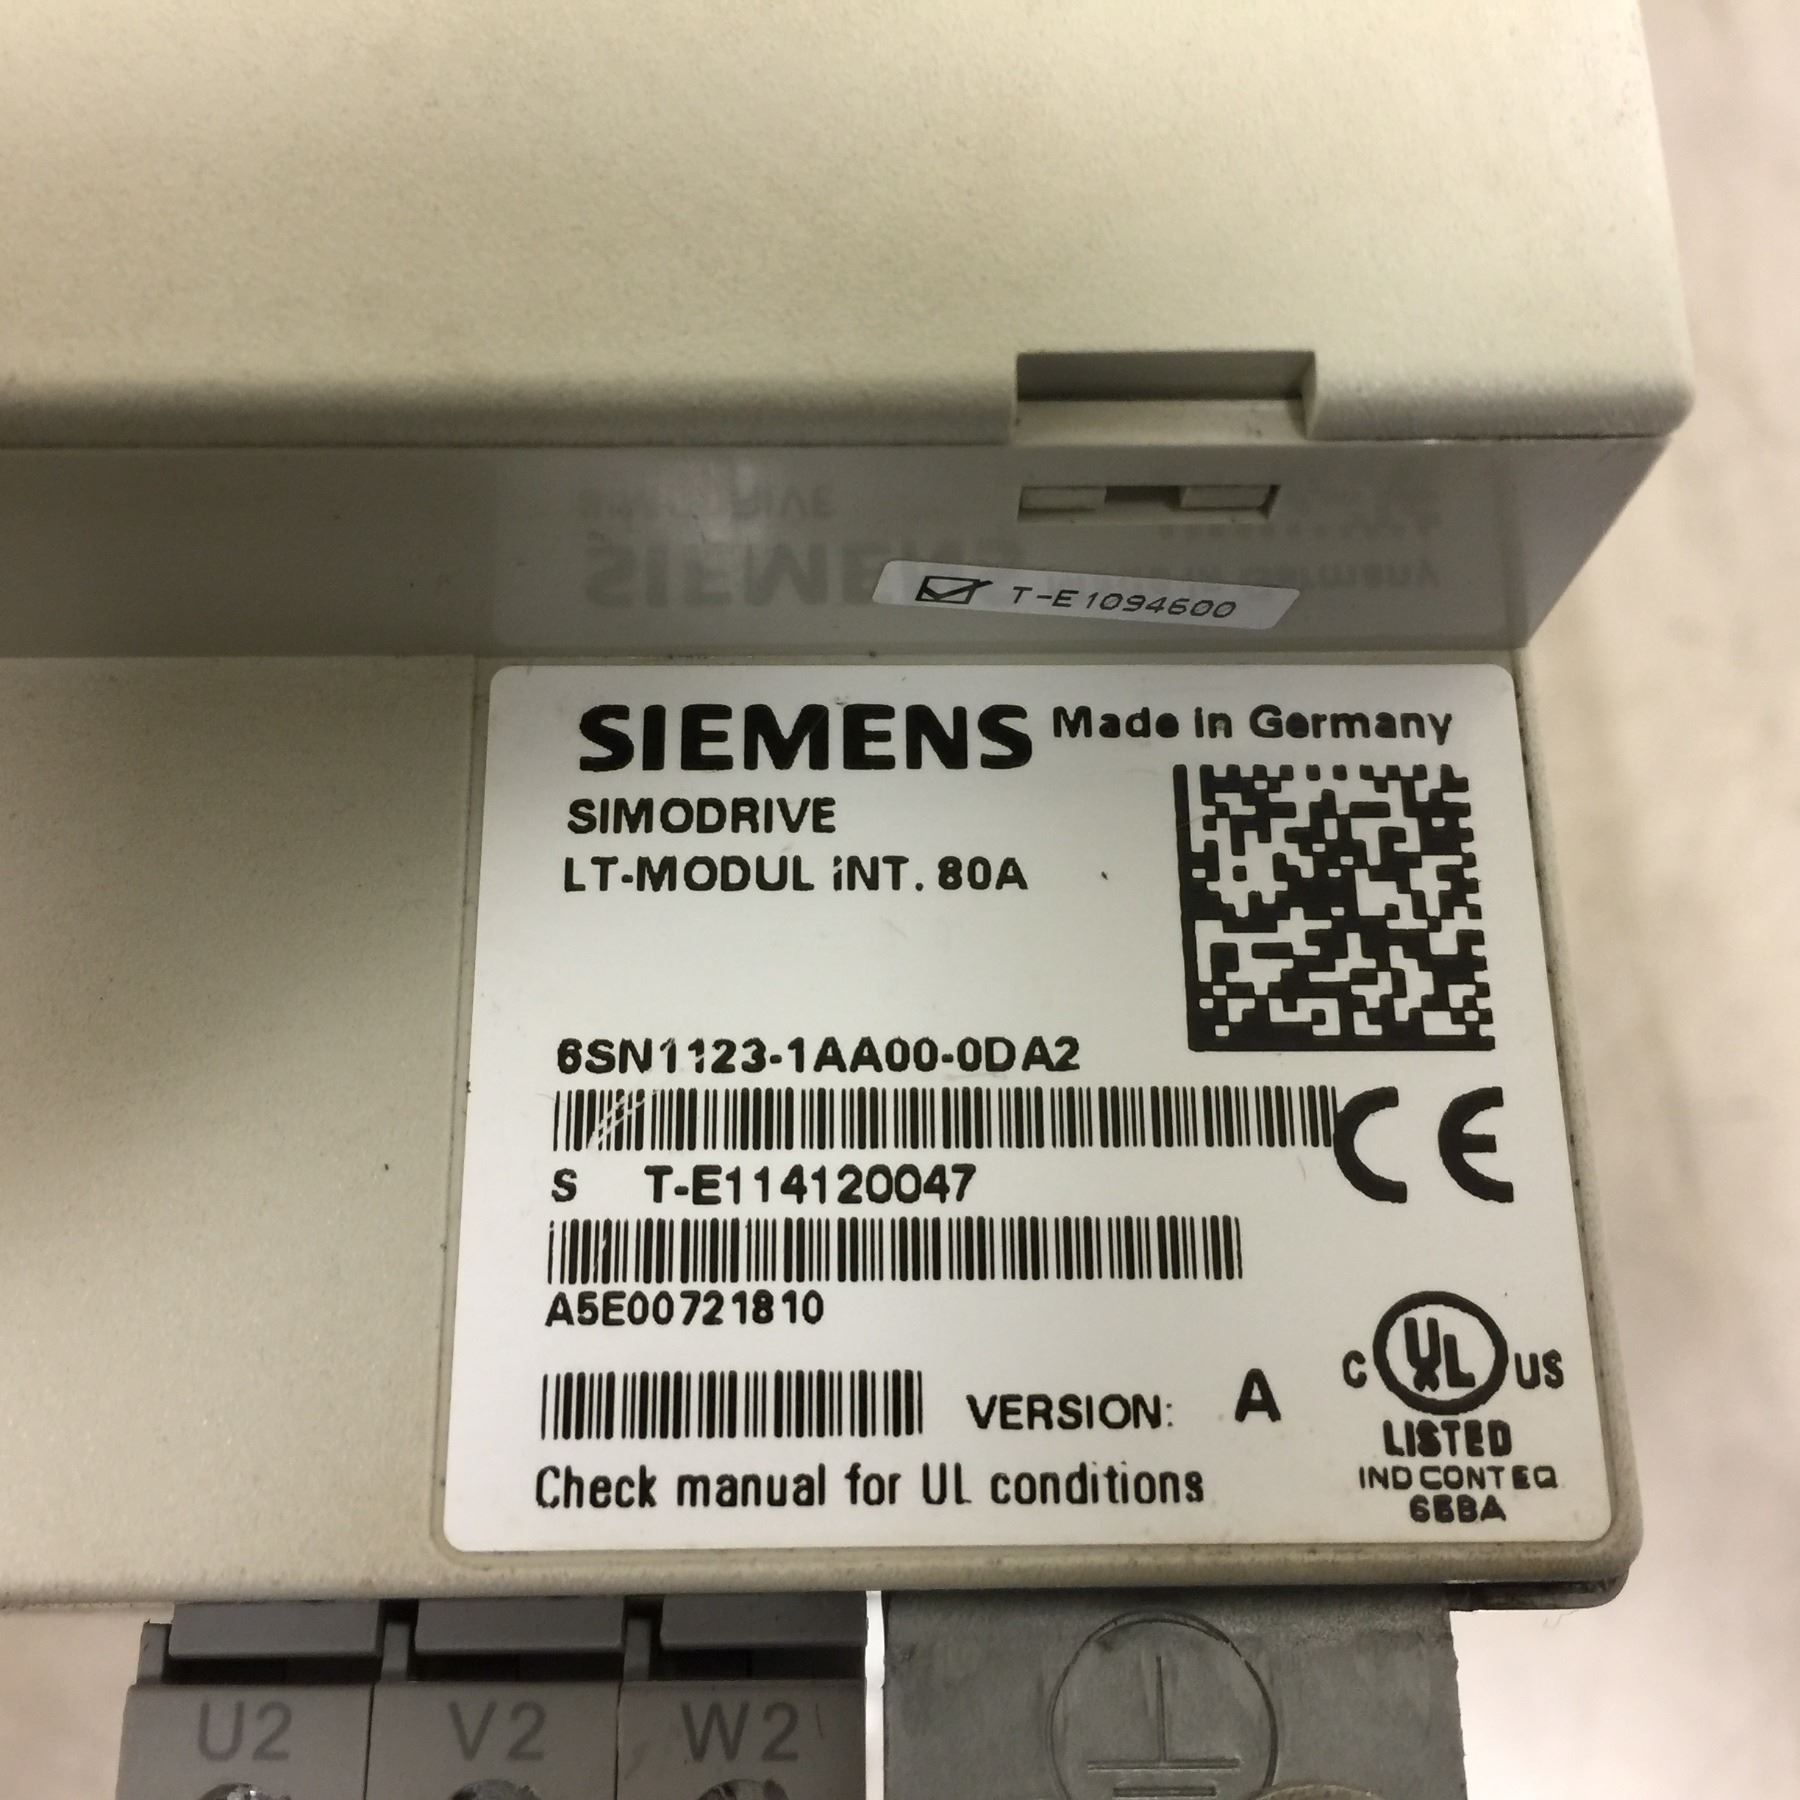 T-E1094600
SIEMENS Made in Germany
SIMODRIVE
LT-MODUL INT. 80A
6SN1123-1AA00-0DA2
S T-E114120047
A5E00721810
VERSION: A
Check manual for UL conditions
C UL US
LISTED
IND CONT EQ
66BA
U2 V2 W2